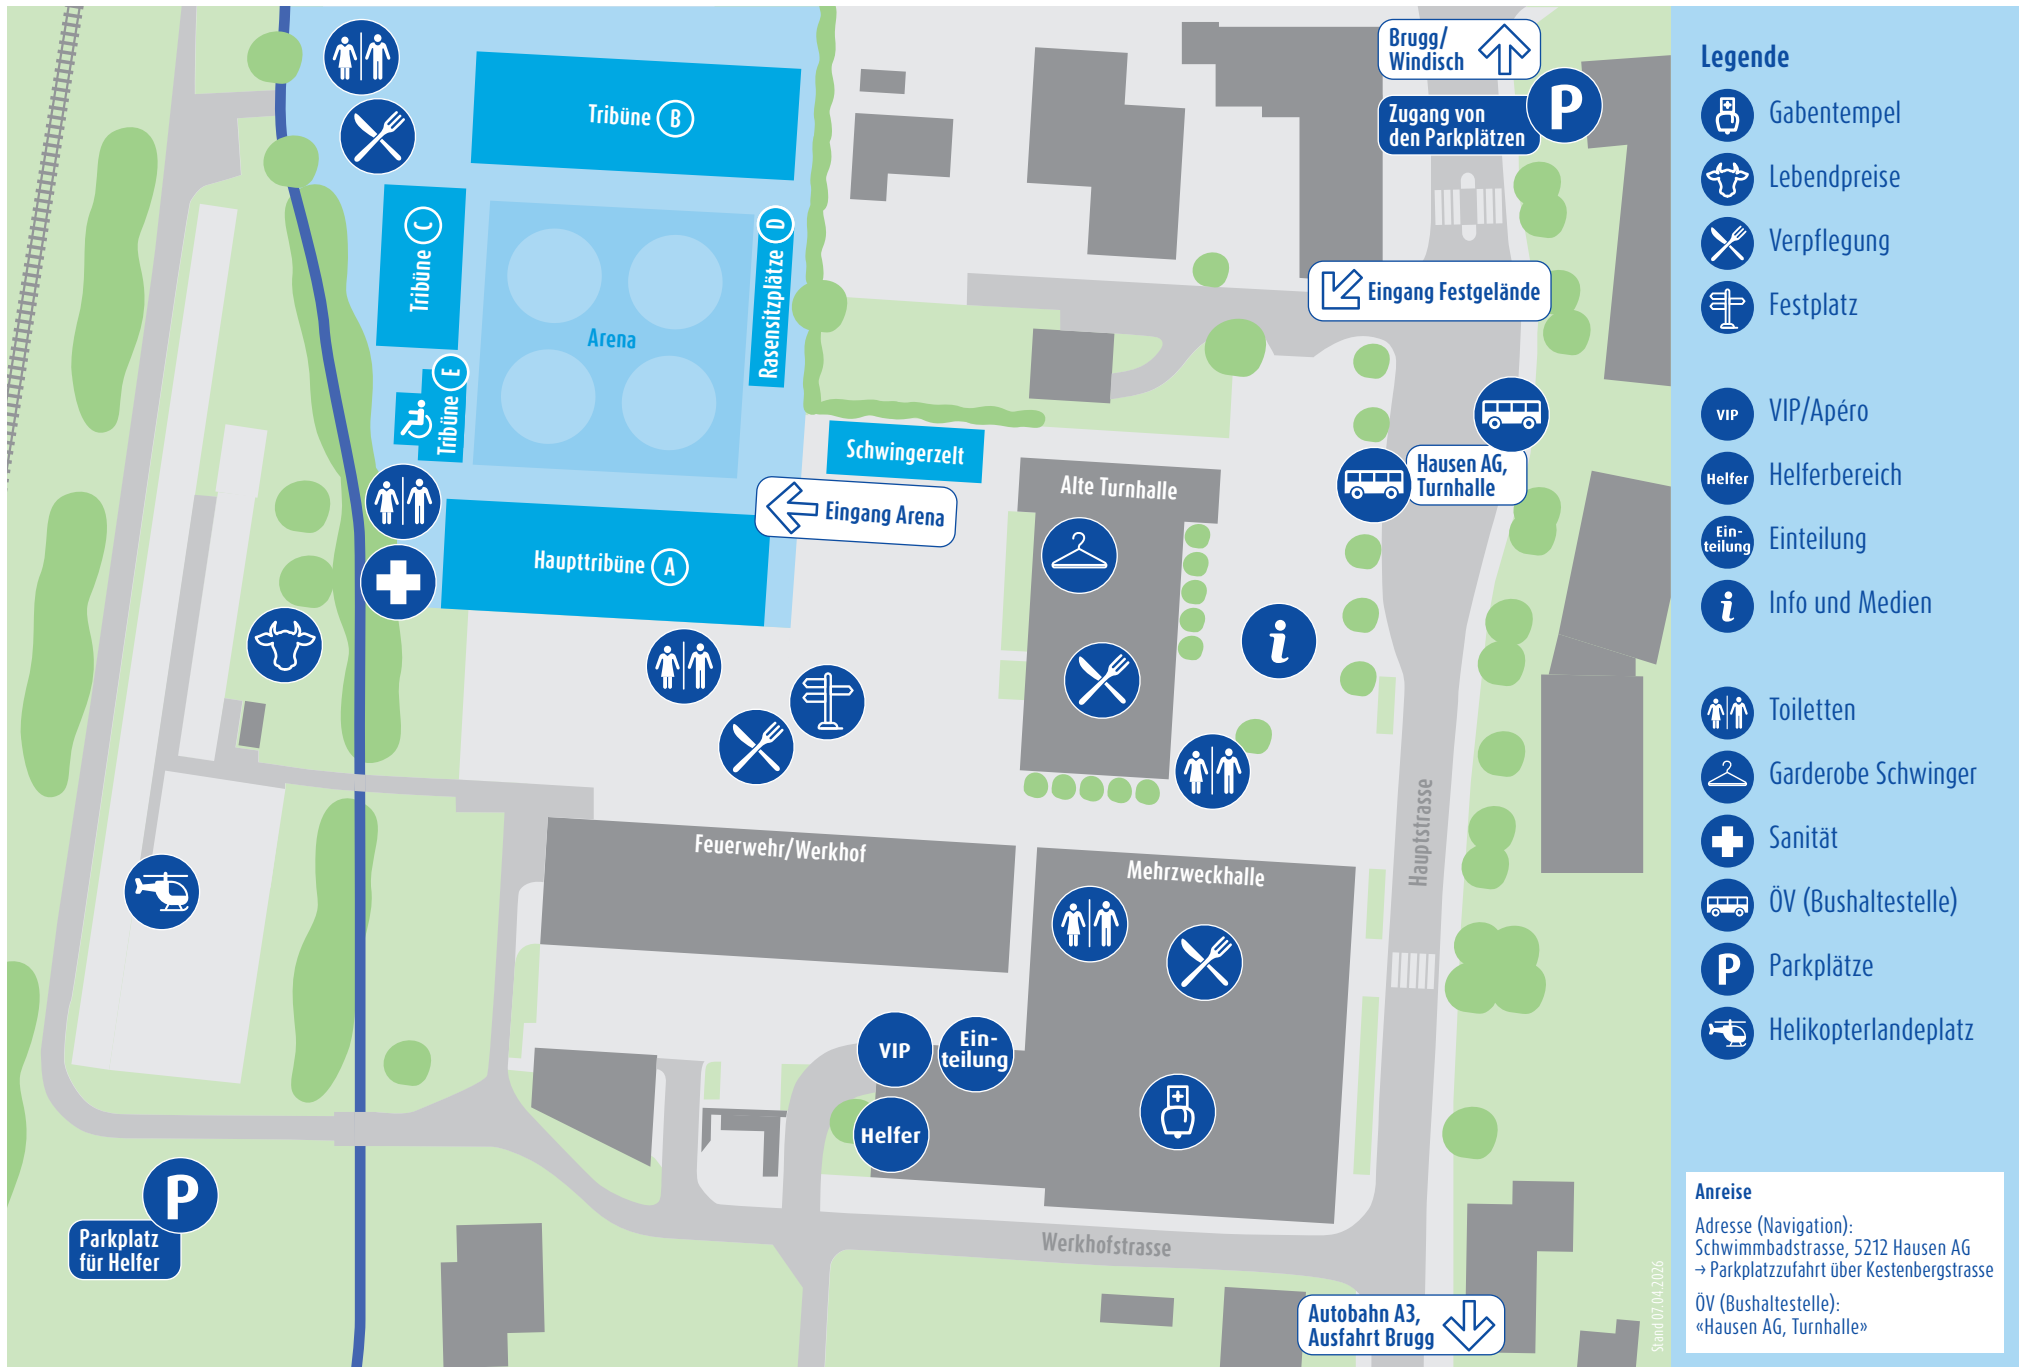 Brugg/
Windisch
Zugang von
den Parkplätzen
P
Tribüne B
Tribüne C
Rasensitzplätze D
Arena
Tribüne E
Eingang Festgelände
Schwingerzelt
Eingang Arena
Haupttribüne A
Alte Turnhalle
Hausen AG,
Turnhalle
i
Hauptstrasse
Feuerwehr/Werkhof
Mehrzweckhalle
VIP
Ein-
teilung
Helfer
P
Parkplatz
für Helfer
Werkhofstrasse
Autobahn A3,
Ausfahrt Brugg
Stand 07.04.2026
Legende
Gabentempel
Lebendpreise
Verpflegung
Festplatz
VIP VIP/Apéro
Helfer Helferbereich
Ein-
teilung Einteilung
i Info und Medien
Toiletten
Garderobe Schwinger
Sanität
ÖV (Bushaltestelle)
P Parkplätze
Helikopterlandeplatz
Anreise
Adresse (Navigation):
Schwimmbadstrasse, 5212 Hausen AG
→ Parkplatzzufahrt über Kestenbergstrasse
ÖV (Bushaltestelle):
«Hausen AG, Turnhalle»